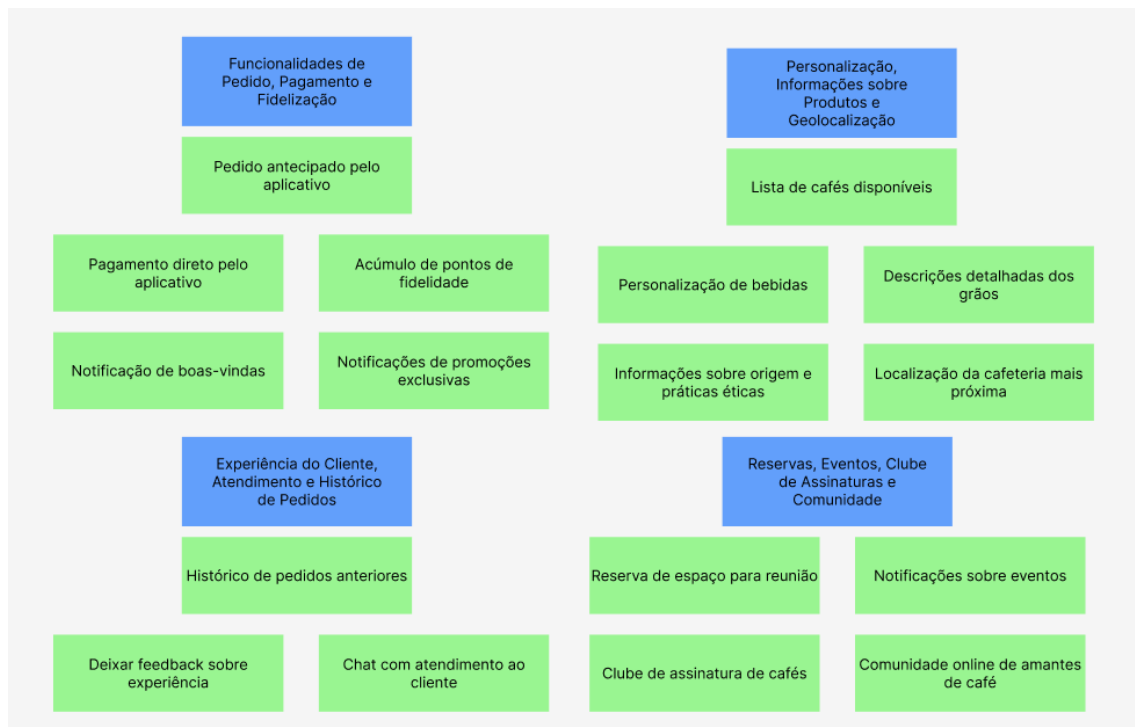 Funcionalidades de
Pedido, Pagamento e
Fidelização
Pedido antecipado pelo
aplicativo
Pagamento direto pelo
aplicativo
Acúmulo de pontos de
fidelidade
Notificação de boas-vindas
Notificações de promoções
exclusivas
Personalização,
Informações sobre
Produtos e
Geolocalização
Lista de cafés disponíveis
Personalização de bebidas
Descrições detalhadas dos
grãos
Informações sobre origem e
práticas éticas
Localização da cafeteria mais
próxima
Experiência do Cliente,
Atendimento e Histórico
de Pedidos
Histórico de pedidos anteriores
Deixar feedback sobre
experiência
Chat com atendimento ao
cliente
Reservas, Eventos, Clube
de Assinaturas e
Comunidade
Reserva de espaço para reunião
Notificações sobre eventos
Clube de assinatura de cafés
Comunidade online de amantes
de café